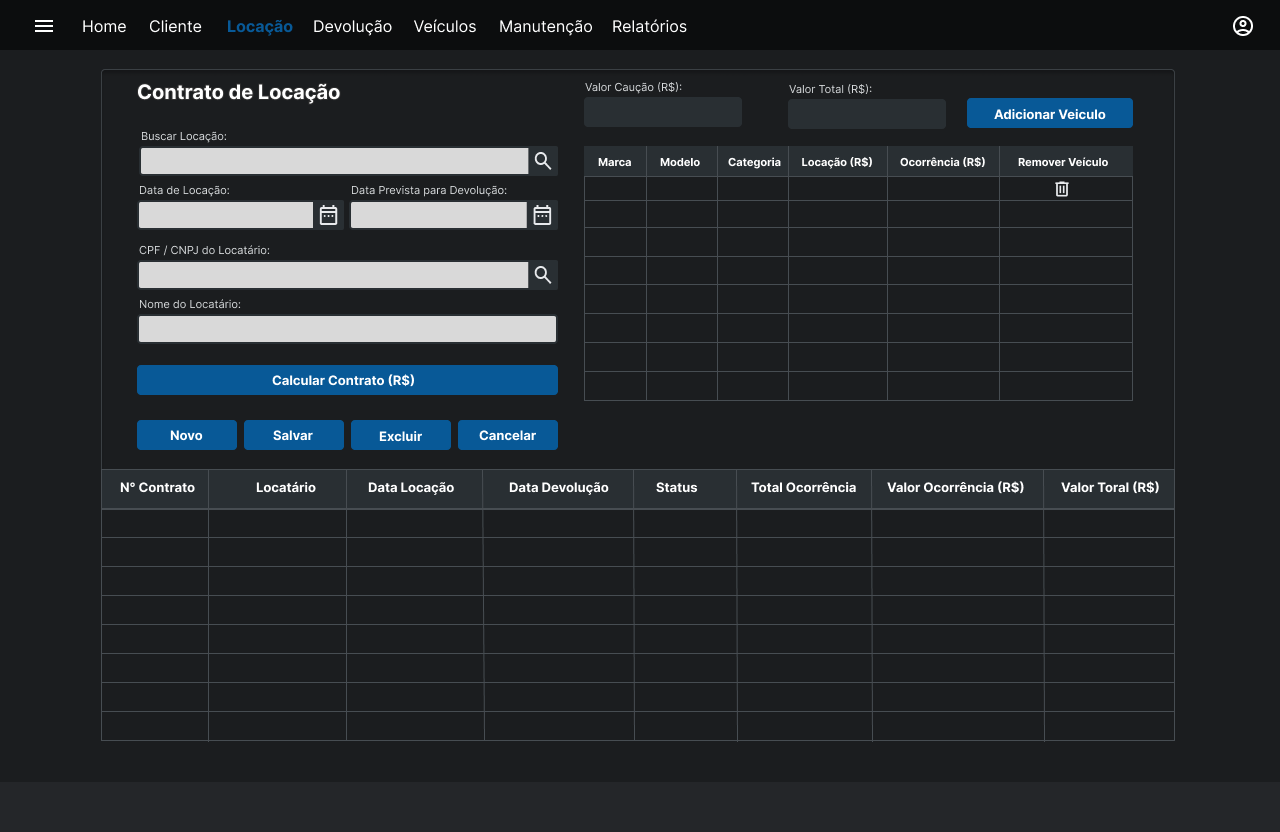 Home Cliente Locação Devolução Veículos Manutenção Relatórios
Contrato de Locação
Buscar Locação:
Data de Locação: Data Prevista para Devolução:
CPF / CNPJ do Locatário:
Nome do Locatário:
Calcular Contrato (R$)
Novo Salvar Excluir Cancelar
Valor Caução (R$): Valor Total (R$):
Adicionar Veiculo
Marca Modelo Categoria Locação (R$) Ocorrência (R$) Remover Veículo
N° Contrato Locatário Data Locação Data Devolução Status Total Ocorrência Valor Ocorrência (R$) Valor Toral (R$)